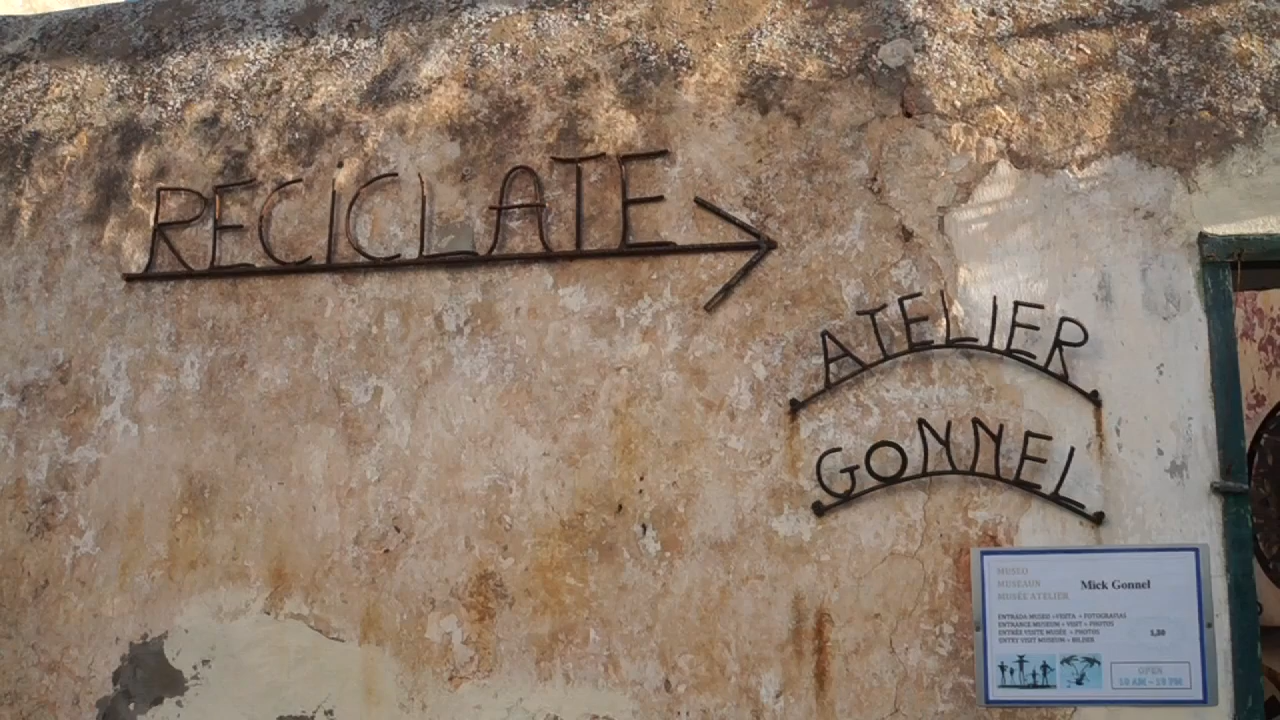 RECICLATE
ATELIER
GONNEL
MUSEO
MUSEAUN
MUSÉE ATELIER
Mick Gonnel
ENTRADA MUSEO + VISITA + FOTOGRAFIAS
ENTRANCE MUSEUM + VISIT + PHOTOS
ENTRÉE VISITE MUSÉE + PHOTOS
ENTRY VISIT MUSEUM + BILDER
OPEN